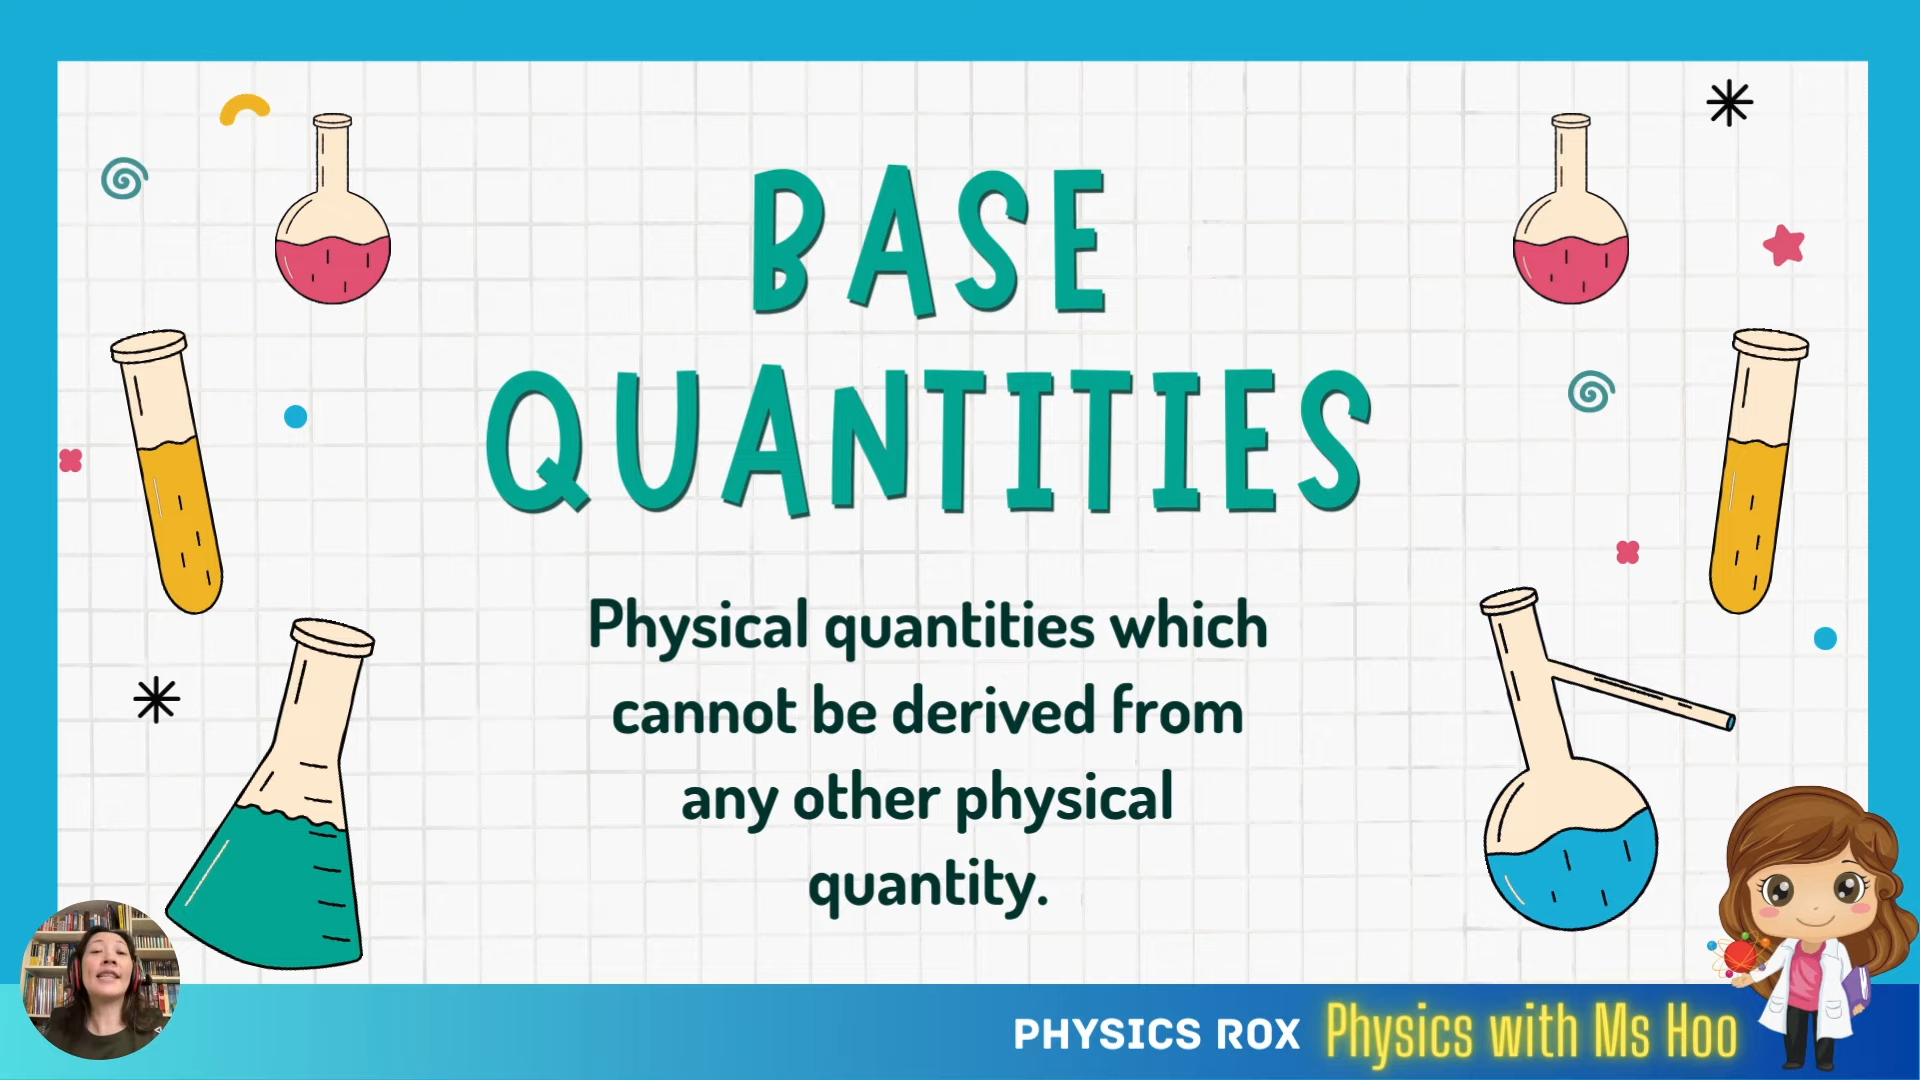 BASE
QUANTITIES
Physical quantities which
cannot be derived from
any other physical
quantity.
PHYSICS ROX Physics with Ms Hoo